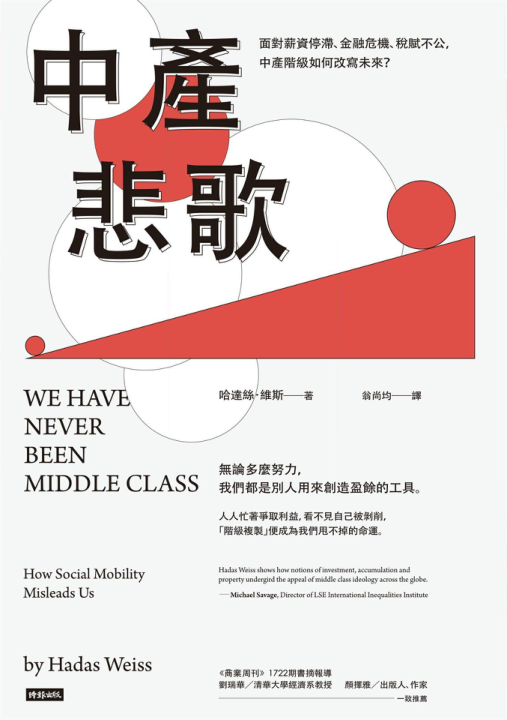 中產
悲歌
面對薪資停滯、金融危機、稅賦不公,
中產階級如何改寫未來?
WE HAVE
NEVER
BEEN
MIDDLE CLASS
哈達絲·維斯——著
翁尚均——譯
無論多麼努力,
我們都是別人用來創造盈餘的工具。
人人忙著爭取利益,看不見自己被剝削,
「階級複製」便成為我們甩不掉的命運。
How Social Mobility
Misleads Us
Hadas Weiss shows how notions of investment, accumulation and
property undergird the appeal of middle class ideology across the globe.
—Michael Savage, Director of LSE International Inequalities Institute
by Hadas Weiss
時報出版
《商業周刊》1722期書摘報導
劉瑞華/清華大學經濟系教授 顏擇雅/出版人、作家
——一致推薦